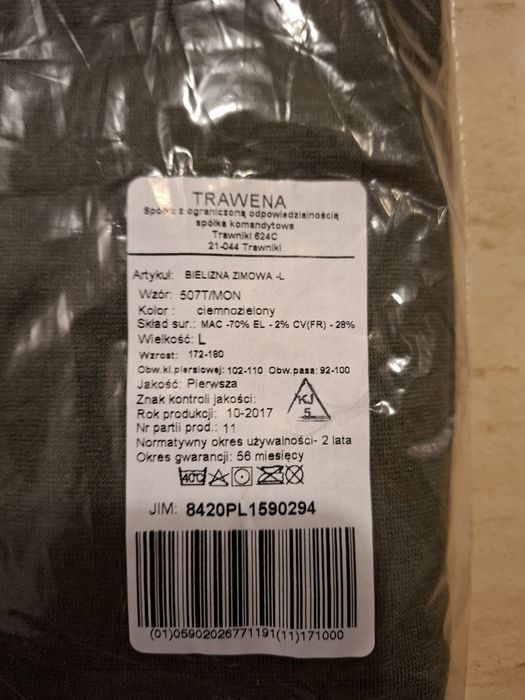 TRAWENA
Spółka z ograniczoną odpowiedzialnością
spółka komandytowa
Trawniki 624C
21-044 Trawniki
Artykuł: BIELIZNA ZIMOWA -L
Wzór: 507T/MON
Kolor : ciemnozielony
Skład sur.: MAC -70% EL - 2% CV(FR) - 28%
Wielkość: L
Wzrost: 172-180
Obw.kl.piersiowej: 102-110 Obw.pasa: 92-100
Jakość: Pierwsza
Znak kontroli jakości: KJ 5
Rok produkcji: 10-2017
Nr partii prod.: 11
Normatywny okres używalności- 2 lata
Okres gwarancji: 56 miesięcy
40C
JIM: 8420PL1590294
(01)05902026771191(11)171000